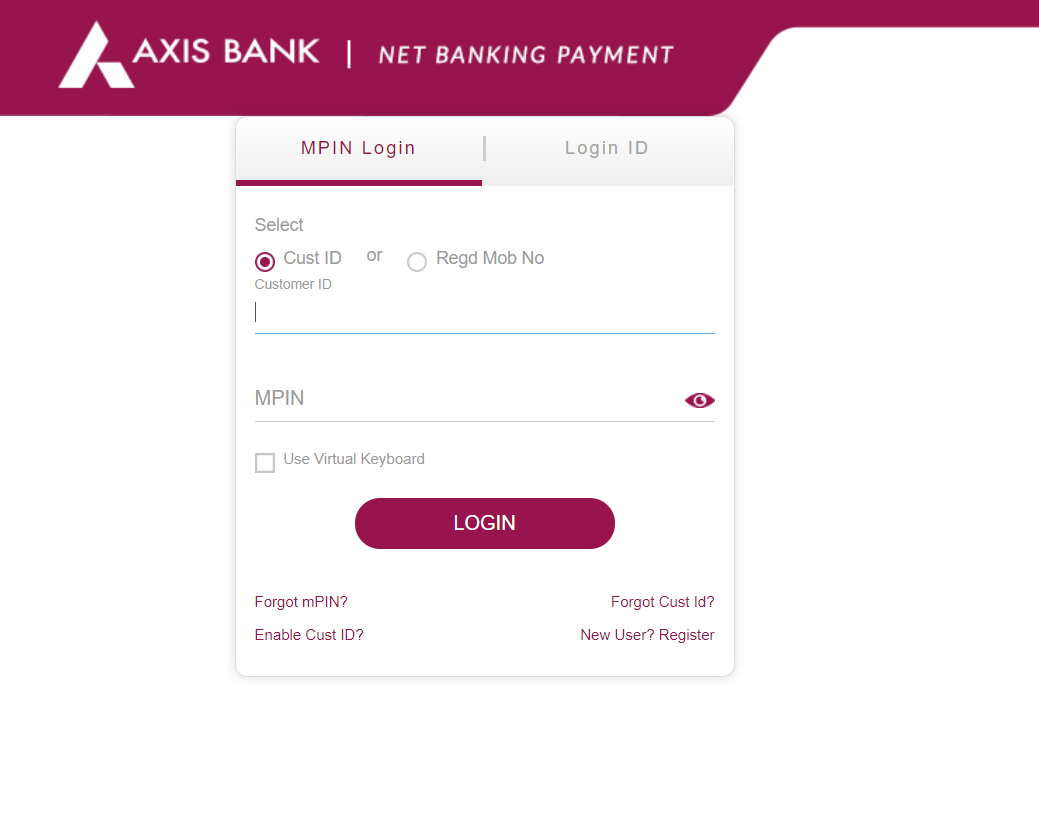 AXIS BANK | NET BANKING PAYMENT
MPIN Login | Login ID
Select
Cust ID or Regd Mob No
Customer ID
MPIN
Use Virtual Keyboard
LOGIN
Forgot mPIN? Forgot Cust Id?
Enable Cust ID? New User? Register